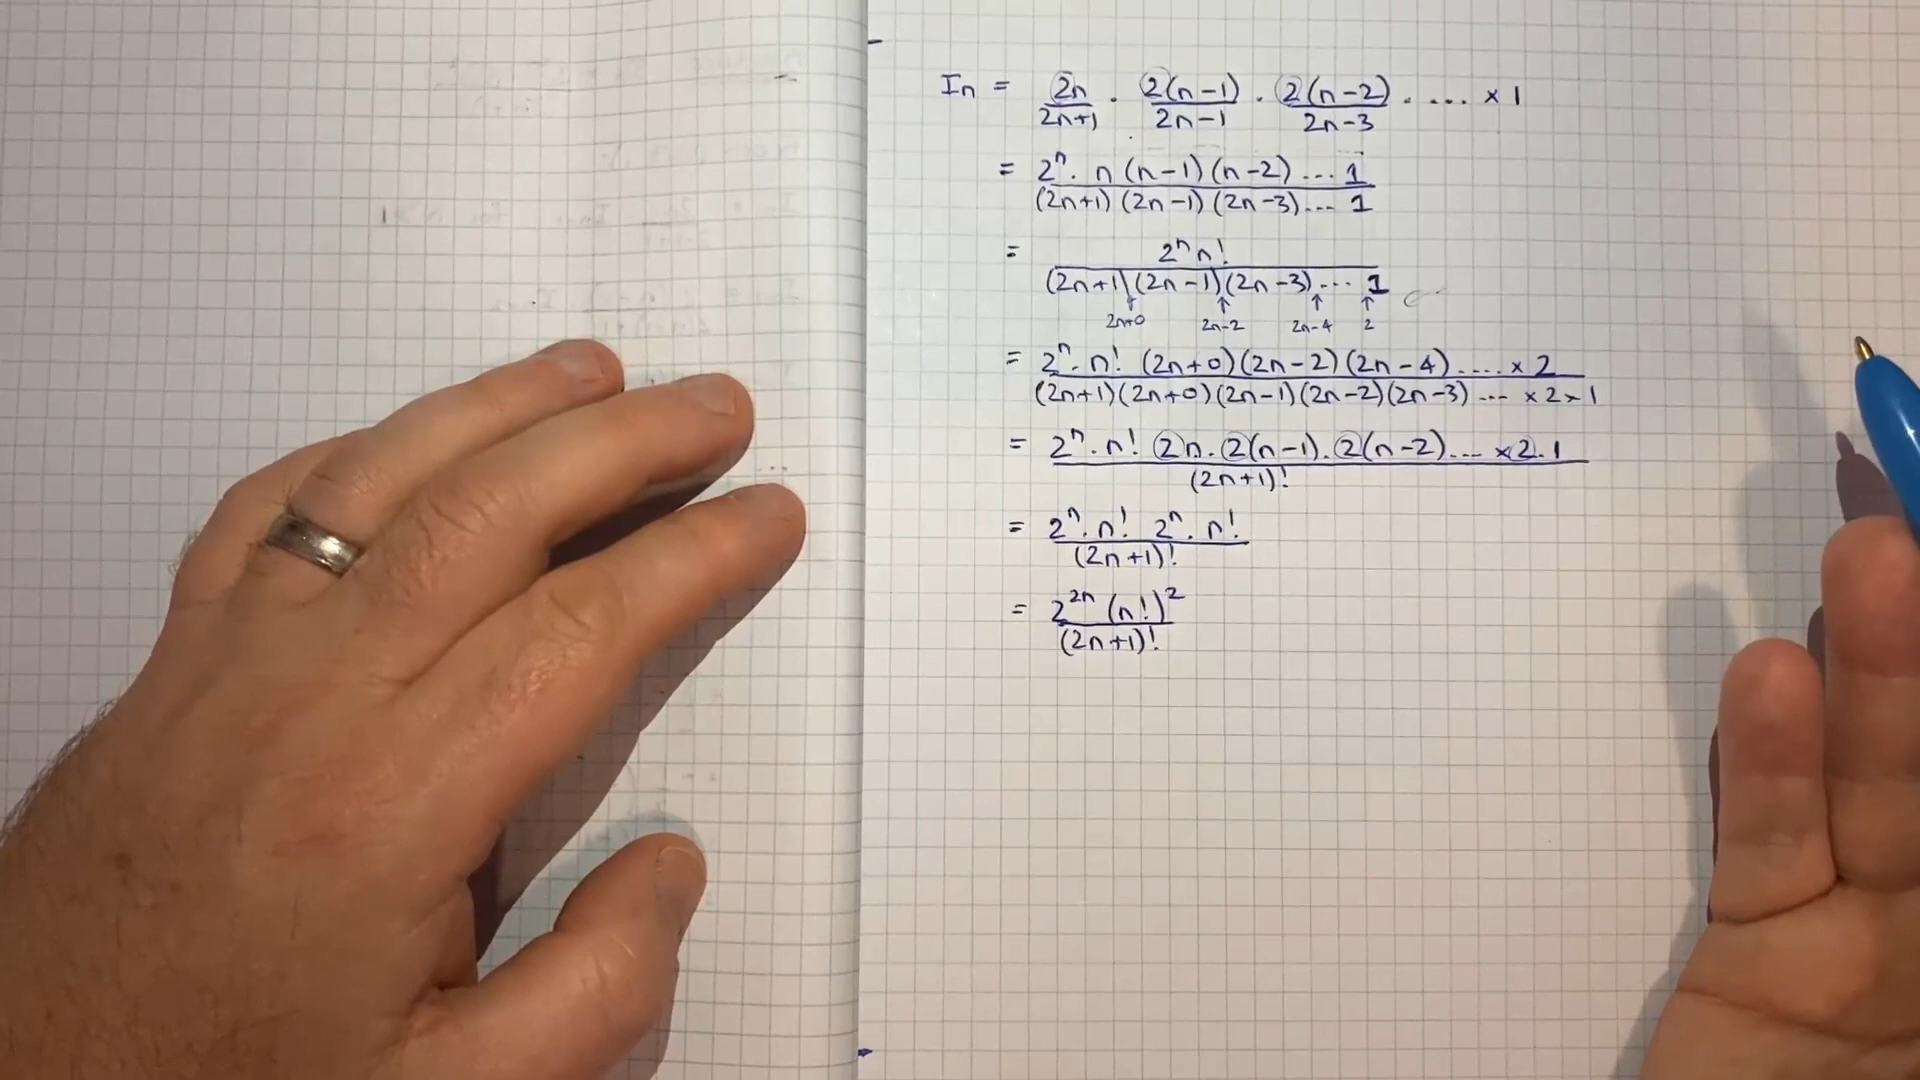 In = 2n/2n+1 . 2(n-1)/2n-1 . 2(n-2)/2n-3 . .... × 1
= 2^n . n (n-1)(n-2) ... 1/(2n+1)(2n-1)(2n-3)... 1
= 2^n n!/(2n+1)(2n-1)(2n-3) ... 1
↑ ↑ ↑ ↑
2n+0 2n-2 2n-4 2
= 2^n . n! (2n+0)(2n-2)(2n-4) .... × 2/(2n+1)(2n+0)(2n-1)(2n-2)(2n-3) ... × 2 × 1
= 2^n . n! 2n . 2(n-1) . 2(n-2) ... × 2 . 1/(2n+1)!
= 2^n . n! 2^n . n!/(2n+1)!
= 2^2n (n!)^2/(2n+1)!